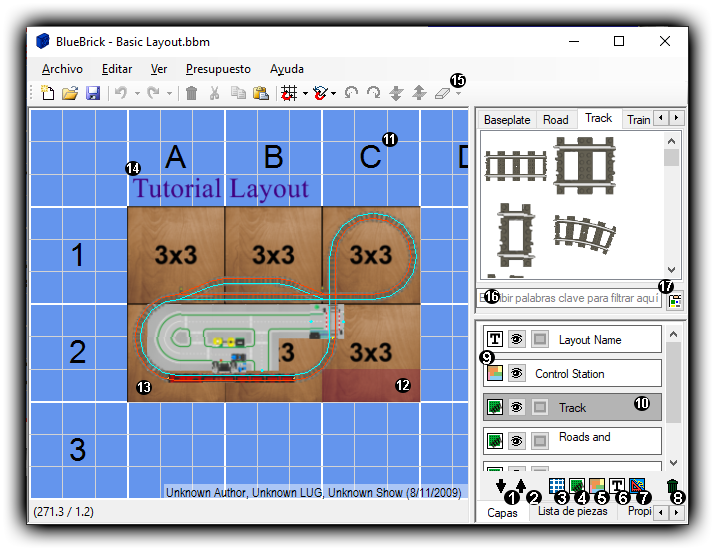 BlueBrick - Basic Layout.bbm
Archivo Editar Ver Presupuesto Ayuda
15
11
A B C D
14
Tutorial Layout
1
3x3 3x3 3x3
2
3 3x3
13
12
3
Unknown Author, Unknown LUG, Unknown Show (8/11/2009)
(271.3 / 1.2)
Baseplate Road Track Train
17
16
bir palabras clave para filtrar aquí
T Layout Name
9
Control Station
Track 10
Roads and
T
1 2 3 4 5 6 7 8
Capas Lista de piezas Propi